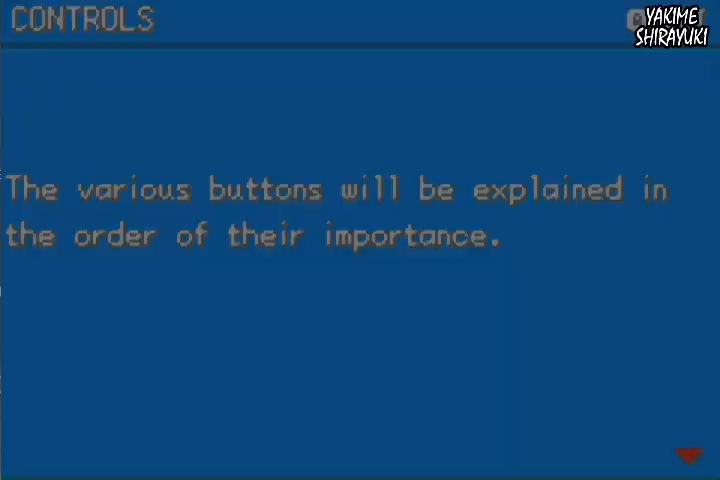 CONTROLS
YAKIME
SHIRAYUKI
The various buttons will be explained in
the order of their importance.